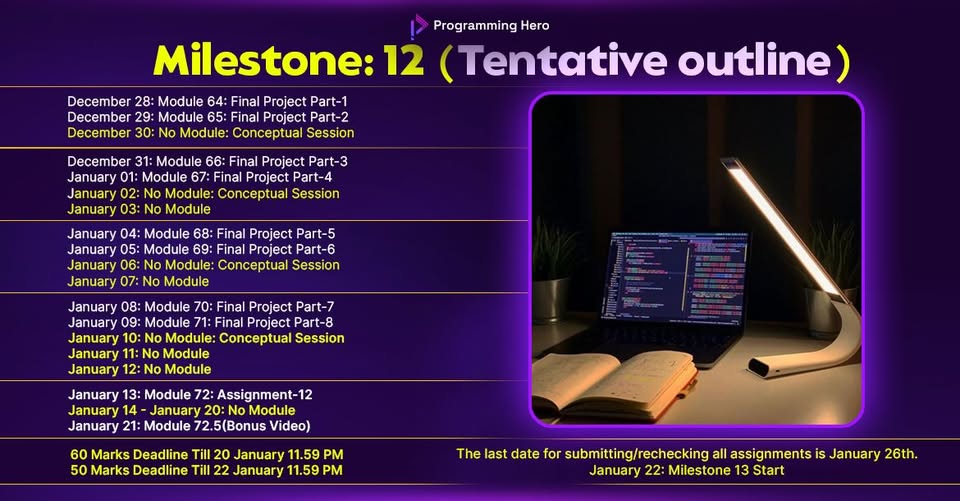 Programming Hero
Milestone: 12 (Tentative outline)
December 28: Module 64: Final Project Part-1
December 29: Module 65: Final Project Part-2
December 30: No Module: Conceptual Session
December 31: Module 66: Final Project Part-3
January 01: Module 67: Final Project Part-4
January 02: No Module: Conceptual Session
January 03: No Module
January 04: Module 68: Final Project Part-5
January 05: Module 69: Final Project Part-6
January 06: No Module: Conceptual Session
January 07: No Module
January 08: Module 70: Final Project Part-7
January 09: Module 71: Final Project Part-8
January 10: No Module: Conceptual Session
January 11: No Module
January 12: No Module
January 13: Module 72: Assignment-12
January 14 - January 20: No Module
January 21: Module 72.5(Bonus Video)
60 Marks Deadline Till 20 January 11.59 PM
50 Marks Deadline Till 22 January 11.59 PM
The last date for submitting/rechecking all assignments is January 26th.
January 22: Milestone 13 Start